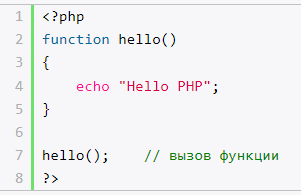 1 <?php
2 function hello()
3 {
4     echo "Hello PHP";
5 }
6
7 hello();    // вызов функции
8 ?>